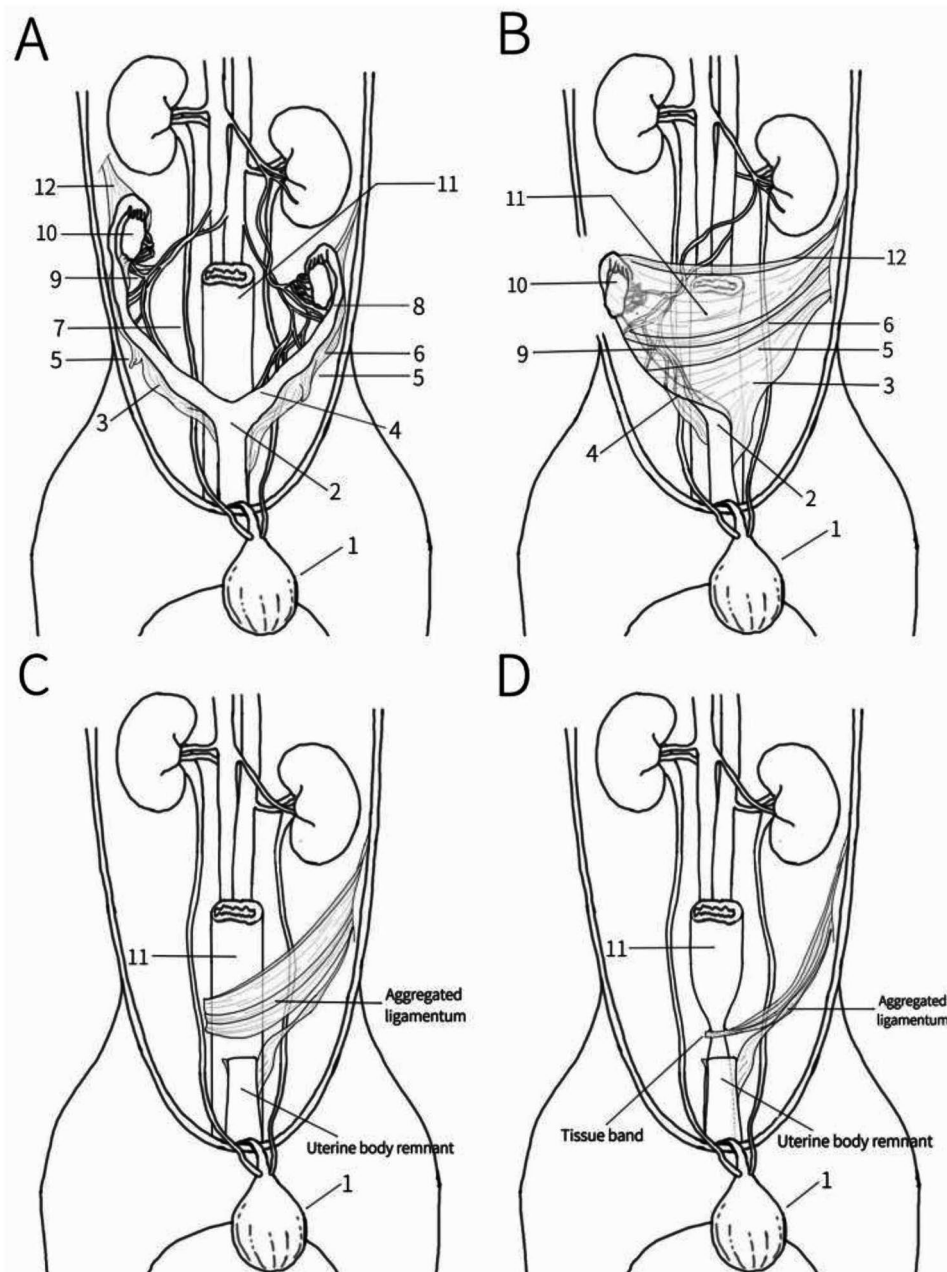 A
12
10
9
7
5
3
11
8
6
5
4
2
1
B
11
10
9
4
12
6
5
3
2
1
C
11
Aggregated
ligamentum
Uterine body remnant
1
D
11
Aggregated
ligamentum
Tissue band
Uterine body remnant
1